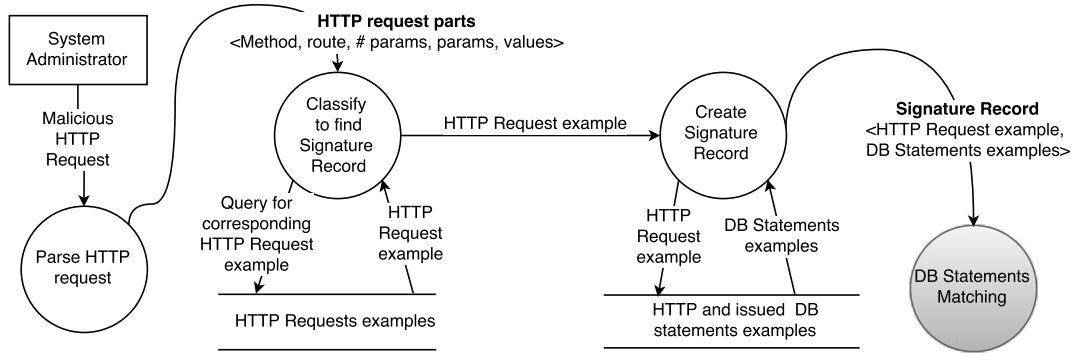 System
Administrator
Malicious
HTTP
Request
Parse HTTP
request
HTTP request parts
<Method, route, # params, params, values>
Classify
to find
Signature
Record
Query for
corresponding
HTTP Request
example
HTTP
Request
example
HTTP Requests examples
HTTP Request example
Create
Signature
Record
HTTP
Request
example
DB Statements
examples
HTTP and issued  DB
statements examples
Signature Record
<HTTP Request example,
DB Statements examples>
DB Statements
Matching